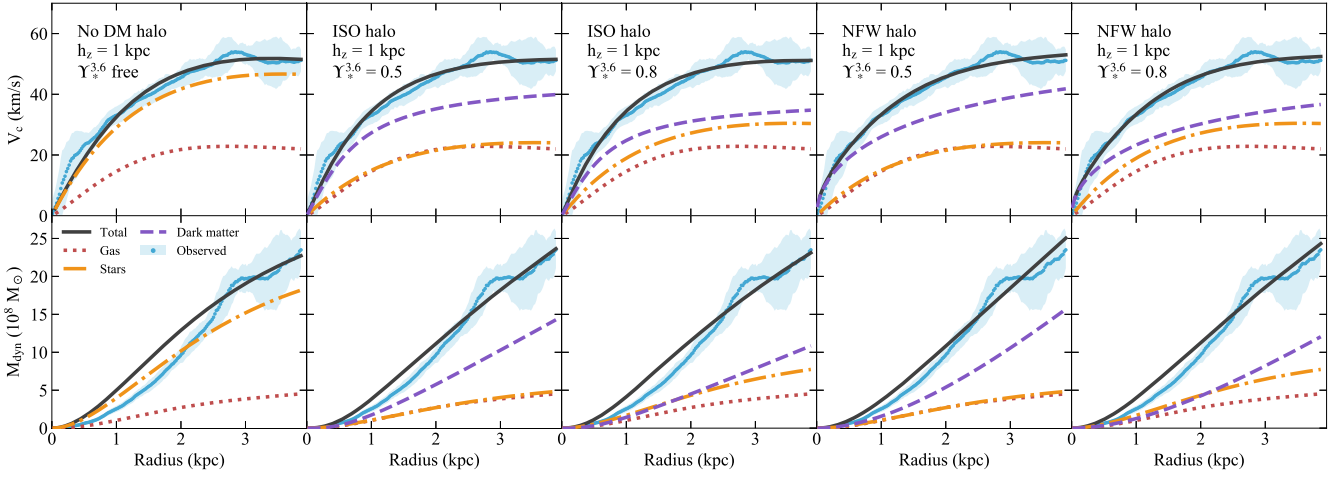 60
40
20
0
V_c (km/s)
No DM halo
h_z = 1 kpc
ϒ_*^{3.6} free
ISO halo
h_z = 1 kpc
ϒ_*^{3.6} = 0.5
ISO halo
h_z = 1 kpc
ϒ_*^{3.6} = 0.8
NFW halo
h_z = 1 kpc
ϒ_*^{3.6} = 0.5
NFW halo
h_z = 1 kpc
ϒ_*^{3.6} = 0.8
25
20
15
10
5
0
M_dyn (10^8 M_⊙)
Total
Gas
Stars
Dark matter
Observed
0 1 2 3
0 1 2 3
0 1 2 3
0 1 2 3
0 1 2 3
Radius (kpc)
Radius (kpc)
Radius (kpc)
Radius (kpc)
Radius (kpc)